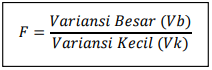 F = Variansi Besar (Vb)
Variansi Kecil (Vk)